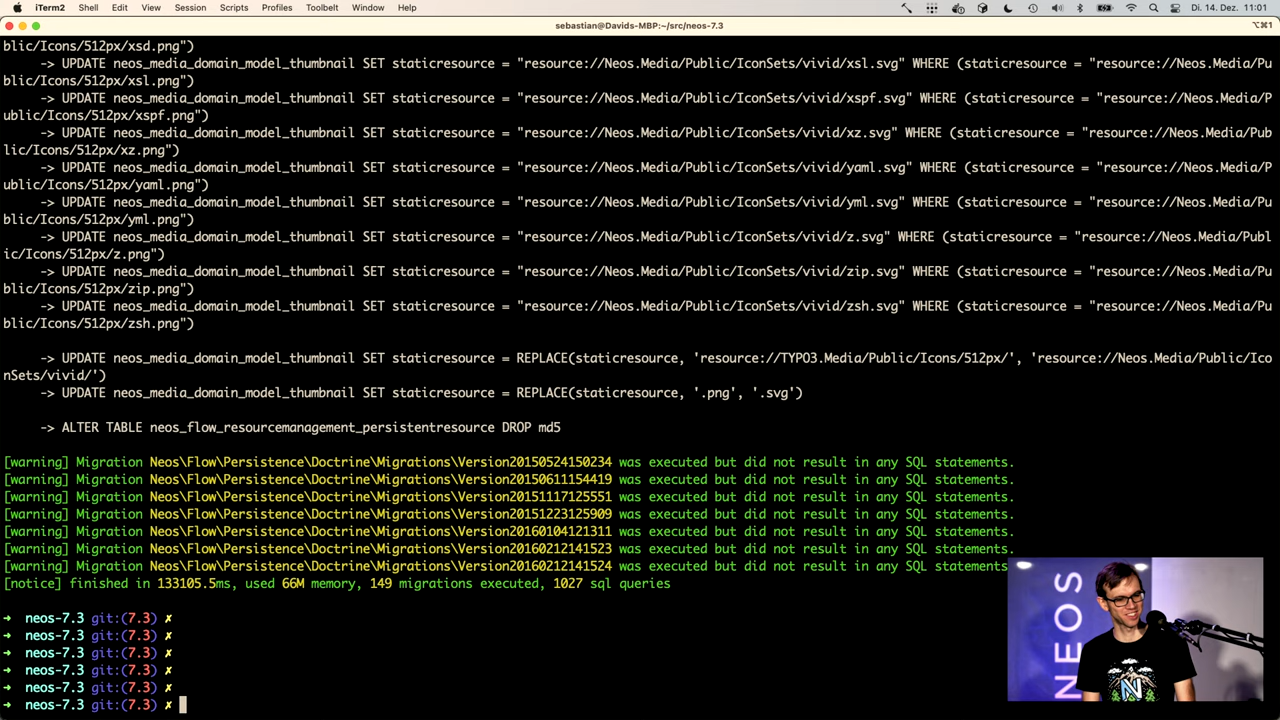 iTerm2 Shell Edit View Session Scripts Profiles Toolbelt Window Help Di. 14. Dez. 11:01
sebastian@Davids-MBP:~/src/neos-7.3 ⌥⌘1
blic/Icons/512px/xsd.png")
-> UPDATE neos_media_domain_model_thumbnail SET staticresource = "resource://Neos.Media/Public/IconSets/vivid/xsl.svg" WHERE (staticresource = "resource://Neos.Media/Pu
blic/Icons/512px/xsl.png")
-> UPDATE neos_media_domain_model_thumbnail SET staticresource = "resource://Neos.Media/Public/IconSets/vivid/xspf.svg" WHERE (staticresource = "resource://Neos.Media/P
ublic/Icons/512px/xspf.png")
-> UPDATE neos_media_domain_model_thumbnail SET staticresource = "resource://Neos.Media/Public/IconSets/vivid/xz.svg" WHERE (staticresource = "resource://Neos.Media/Pub
lic/Icons/512px/xz.png")
-> UPDATE neos_media_domain_model_thumbnail SET staticresource = "resource://Neos.Media/Public/IconSets/vivid/yaml.svg" WHERE (staticresource = "resource://Neos.Media/P
ublic/Icons/512px/yaml.png")
-> UPDATE neos_media_domain_model_thumbnail SET staticresource = "resource://Neos.Media/Public/IconSets/vivid/yml.svg" WHERE (staticresource = "resource://Neos.Media/Pu
blic/Icons/512px/yml.png")
-> UPDATE neos_media_domain_model_thumbnail SET staticresource = "resource://Neos.Media/Public/IconSets/vivid/z.svg" WHERE (staticresource = "resource://Neos.Media/Publ
ic/Icons/512px/z.png")
-> UPDATE neos_media_domain_model_thumbnail SET staticresource = "resource://Neos.Media/Public/IconSets/vivid/zip.svg" WHERE (staticresource = "resource://Neos.Media/Pu
blic/Icons/512px/zip.png")
-> UPDATE neos_media_domain_model_thumbnail SET staticresource = "resource://Neos.Media/Public/IconSets/vivid/zsh.svg" WHERE (staticresource = "resource://Neos.Media/Pu
blic/Icons/512px/zsh.png")
-> UPDATE neos_media_domain_model_thumbnail SET staticresource = REPLACE(staticresource, 'resource://TYPO3.Media/Public/Icons/512px/', 'resource://Neos.Media/Public/Ico
nSets/vivid/')
-> UPDATE neos_media_domain_model_thumbnail SET staticresource = REPLACE(staticresource, '.png', '.svg')
-> ALTER TABLE neos_flow_resourcemanagement_persistentresource DROP md5
[warning] Migration Neos\Flow\Persistence\Doctrine\Migrations\Version20150524150234 was executed but did not result in any SQL statements.
[warning] Migration Neos\Flow\Persistence\Doctrine\Migrations\Version20150611154419 was executed but did not result in any SQL statements.
[warning] Migration Neos\Flow\Persistence\Doctrine\Migrations\Version20151117125551 was executed but did not result in any SQL statements.
[warning] Migration Neos\Flow\Persistence\Doctrine\Migrations\Version20151223125909 was executed but did not result in any SQL statements.
[warning] Migration Neos\Flow\Persistence\Doctrine\Migrations\Version20160104121311 was executed but did not result in any SQL statements.
[warning] Migration Neos\Flow\Persistence\Doctrine\Migrations\Version20160212141523 was executed but did not result in any SQL statements.
[warning] Migration Neos\Flow\Persistence\Doctrine\Migrations\Version20160212141524 was executed but did not result in any SQL statements
[notice] finished in 133105.5ms, used 66M memory, 149 migrations executed, 1027 sql queries
➜ neos-7.3 git:(7.3) ✗
➜ neos-7.3 git:(7.3) ✗
➜ neos-7.3 git:(7.3) ✗
➜ neos-7.3 git:(7.3) ✗
➜ neos-7.3 git:(7.3) ✗
➜ neos-7.3 git:(7.3) ✗
NEOS